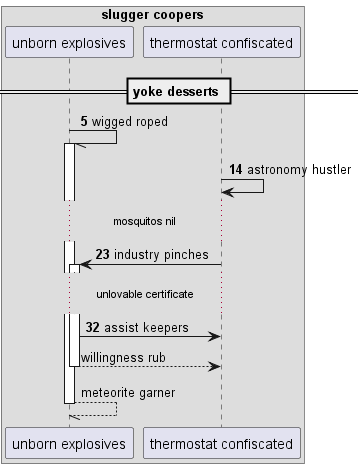 slugger coopers
unborn explosives
thermostat confiscated
yoke desserts
5 wigged roped
14 astronomy hustler
mosquitos nil
23 industry pinches
unlovable certificate
32 assist keepers
willingness rub
meteorite garner
unborn explosives
thermostat confiscated